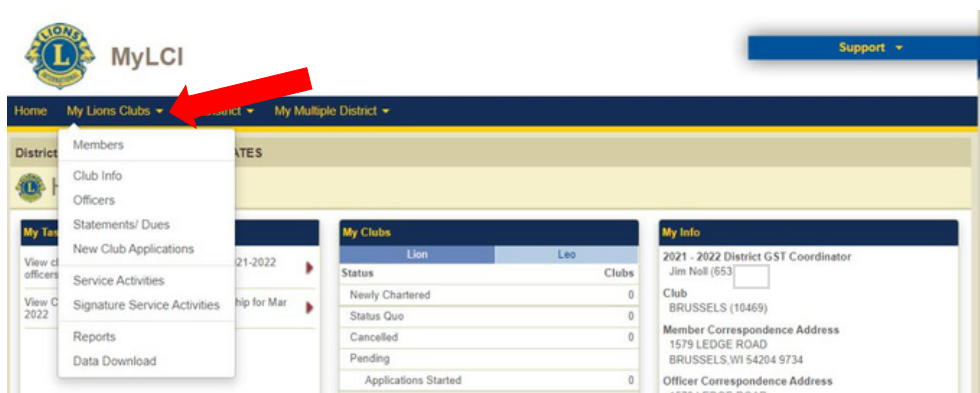 LIONS
L
INTERNATIONAL
MyLCI
Support
Home My Lions Clubs District My Multiple District
Members
Club Info
Officers
Statements/ Dues
New Club Applications
Service Activities
Signature Service Activities
Reports
Data Download
District ATES
H
My Tas
View cl 21-2022
officers
View C hip for Mar
2022
My Clubs
Lion Leo
Status Clubs
Newly Chartered 0
Status Quo 0
Cancelled 0
Pending
Applications Started 0
My Info
2021 - 2022 District GST Coordinator
Jim Noll (653
Club
BRUSSELS (10469)
Member Correspondence Address
1579 LEDGE ROAD
BRUSSELS,WI 54204 9734
Officer Correspondence Address